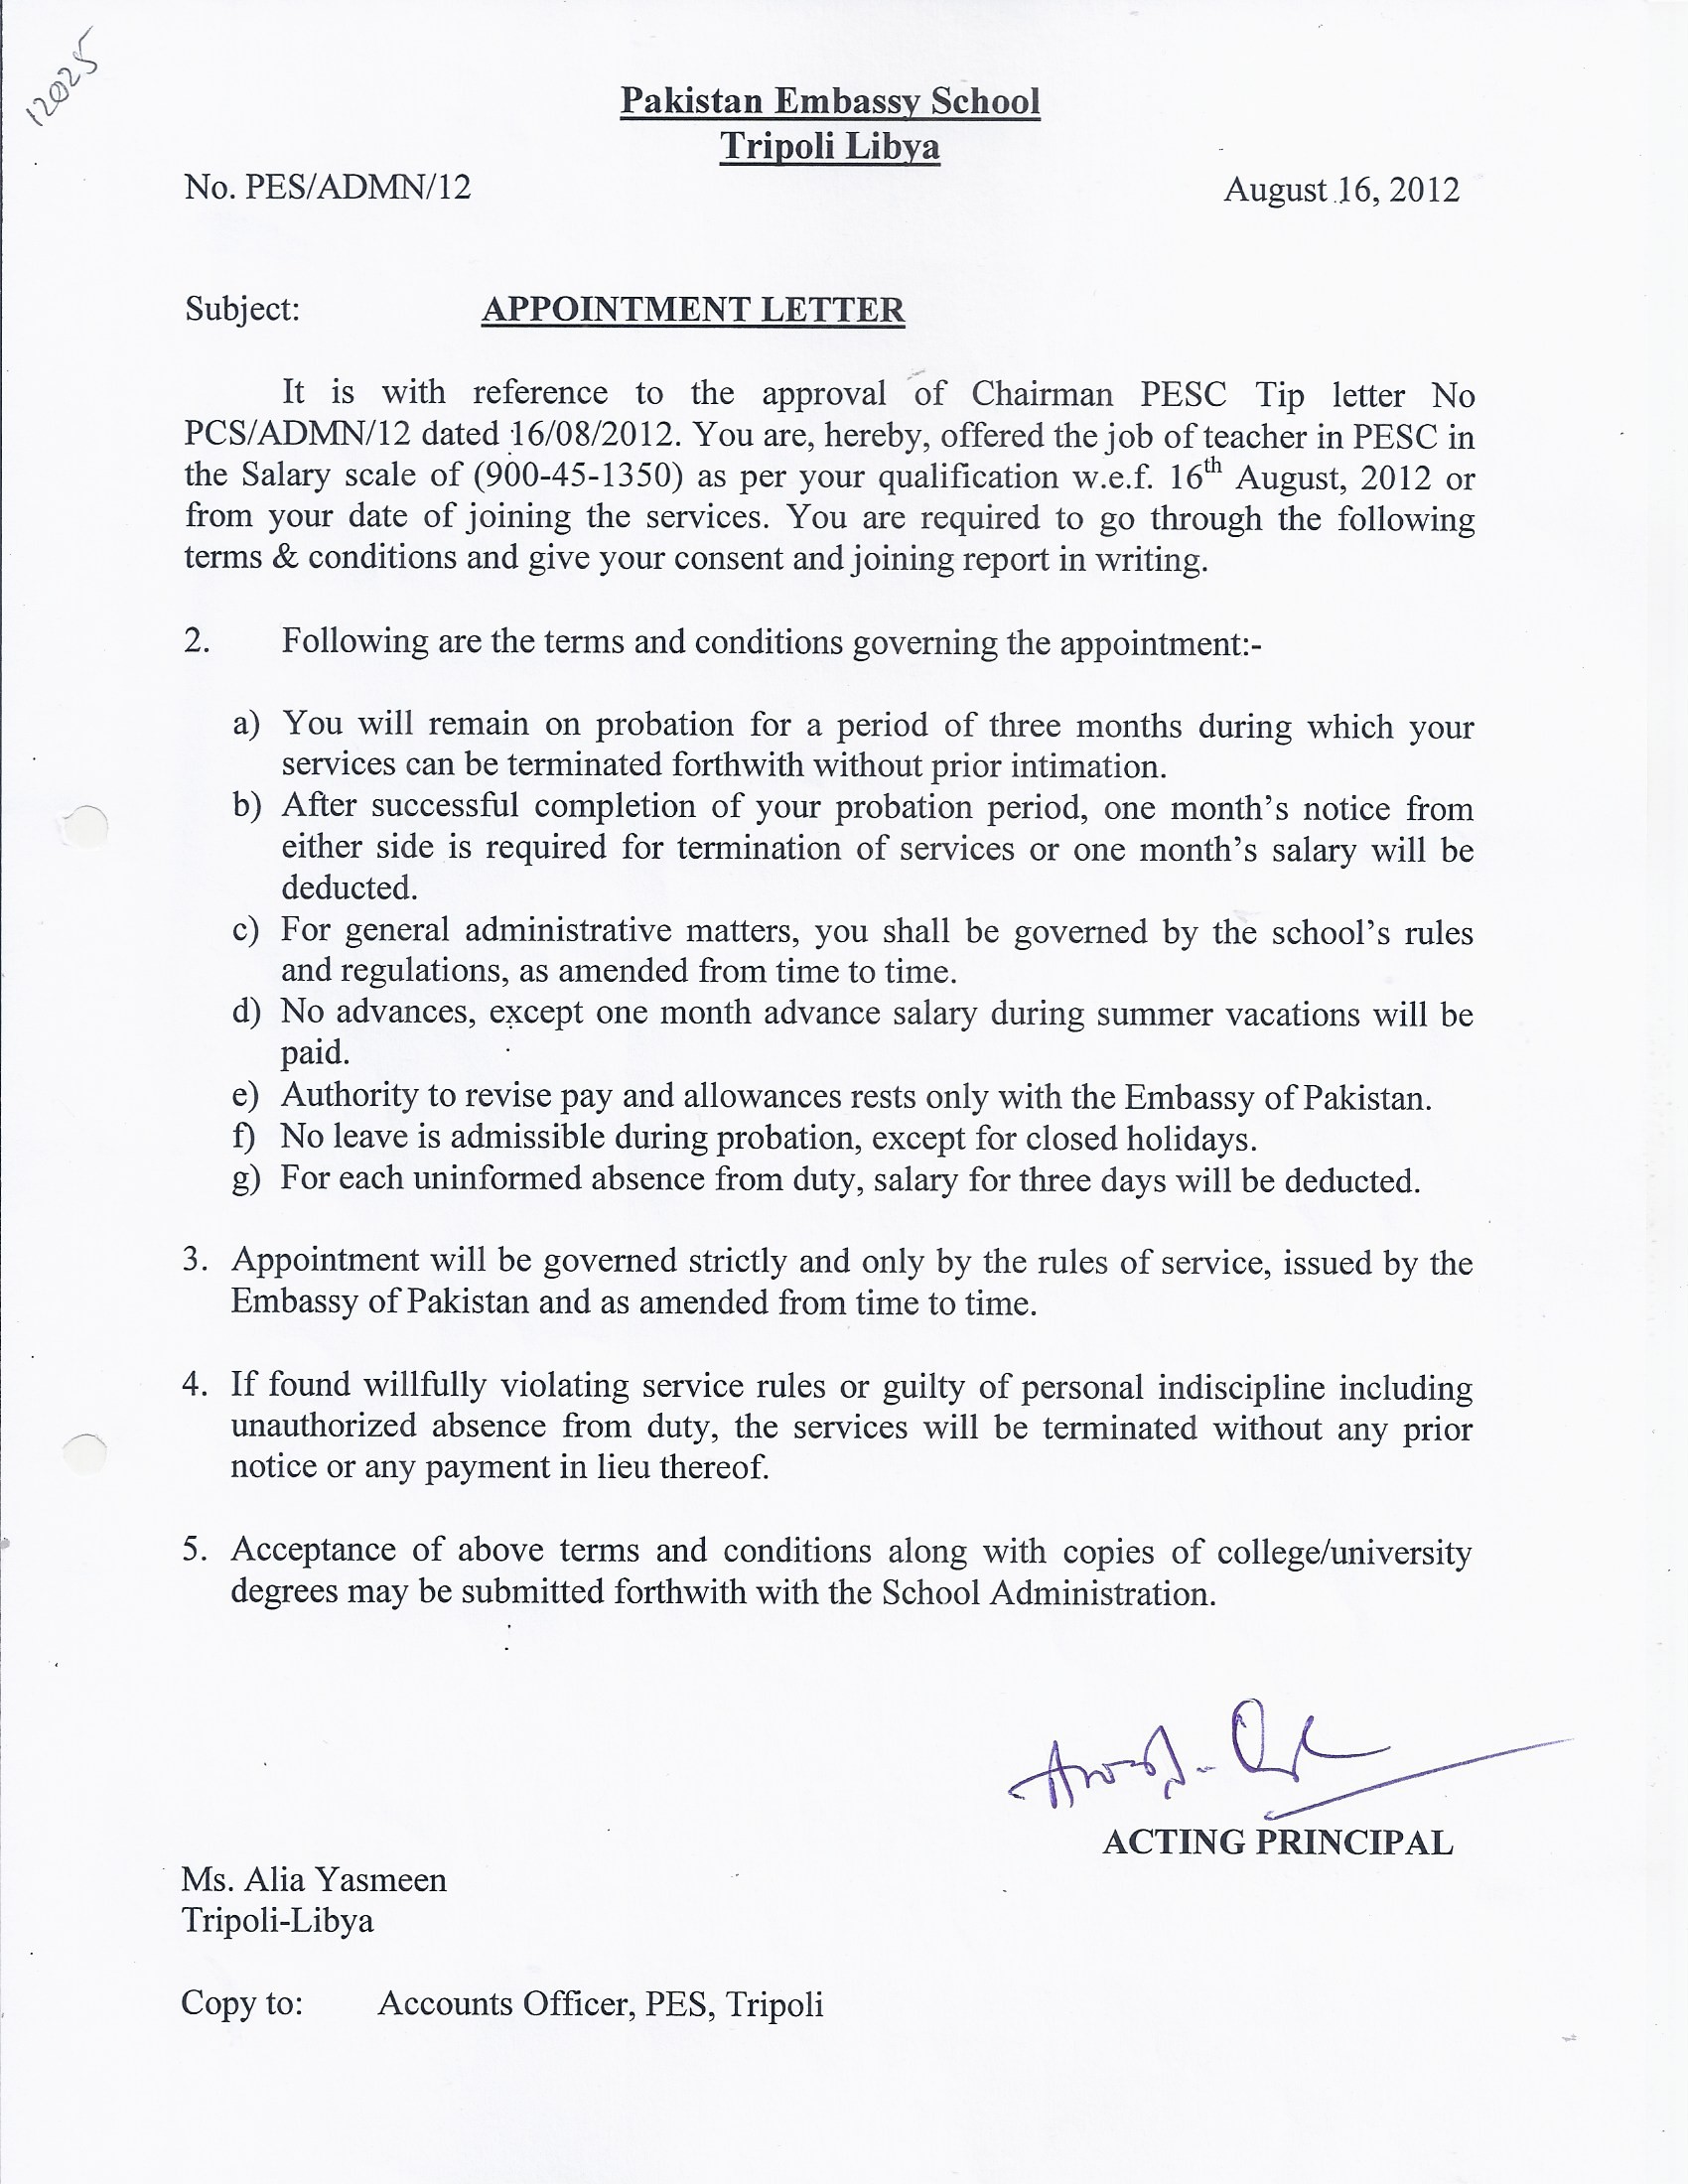 12025
Pakistan Embassy School
Tripoli Libya
No. PES/ADMN/12 August 16, 2012
Subject: APPOINTMENT LETTER
It is with reference to the approval of Chairman PESC Tip letter No
PCS/ADMN/12 dated 16/08/2012. You are, hereby, offered the job of teacher in PESC in
the Salary scale of (900-45-1350) as per your qualification w.e.f. 16th August, 2012 or
from your date of joining the services. You are required to go through the following
terms & conditions and give your consent and joining report in writing.
2. Following are the terms and conditions governing the appointment:-
a) You will remain on probation for a period of three months during which your
services can be terminated forthwith without prior intimation.
b) After successful completion of your probation period, one month's notice from
either side is required for termination of services or one month's salary will be
deducted.
c) For general administrative matters, you shall be governed by the school's rules
and regulations, as amended from time to time.
d) No advances, except one month advance salary during summer vacations will be
paid.
e) Authority to revise pay and allowances rests only with the Embassy of Pakistan.
f) No leave is admissible during probation, except for closed holidays.
g) For each uninformed absence from duty, salary for three days will be deducted.
3. Appointment will be governed strictly and only by the rules of service, issued by the
Embassy of Pakistan and as amended from time to time.
4. If found willfully violating service rules or guilty of personal indiscipline including
unauthorized absence from duty, the services will be terminated without any prior
notice or any payment in lieu thereof.
5. Acceptance of above terms and conditions along with copies of college/university
degrees may be submitted forthwith with the School Administration.
ACTING PRINCIPAL
Ms. Alia Yasmeen
Tripoli-Libya
Copy to: Accounts Officer, PES, Tripoli